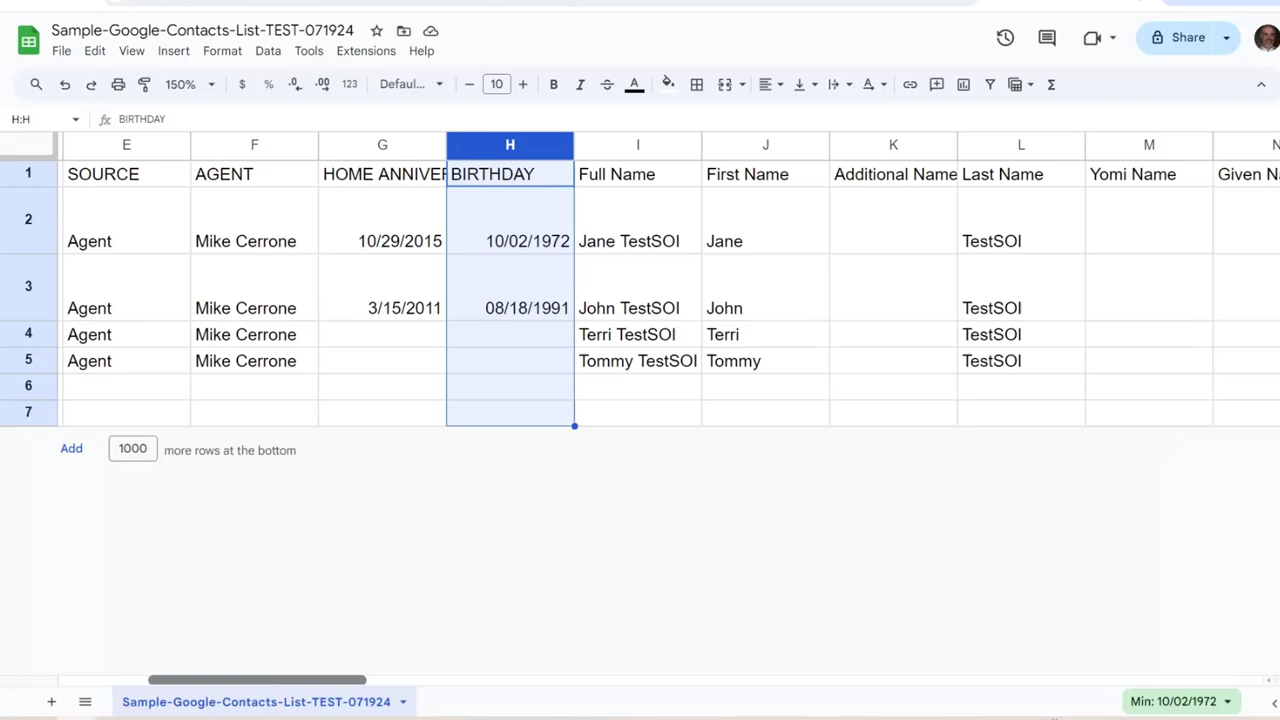 Sample-Google-Contacts-List-TEST-071924
File Edit View Insert Format Data Tools Extensions Help
Share
150% $ % .0 .00 123 Defaul... − 10 + B I A Σ
H:H fx BIRTHDAY
E F G H I J K L M N
1 SOURCE AGENT HOME ANNIVER BIRTHDAY Full Name First Name Additional Name Last Name Yomi Name Given Na
2 Agent Mike Cerrone 10/29/2015 10/02/1972 Jane TestSOI Jane TestSOI
3 Agent Mike Cerrone 3/15/2011 08/18/1991 John TestSOI John TestSOI
4 Agent Mike Cerrone Terri TestSOI Terri TestSOI
5 Agent Mike Cerrone Tommy TestSOI Tommy TestSOI
6
7
Add 1000 more rows at the bottom
Sample-Google-Contacts-List-TEST-071924
Min: 10/02/1972